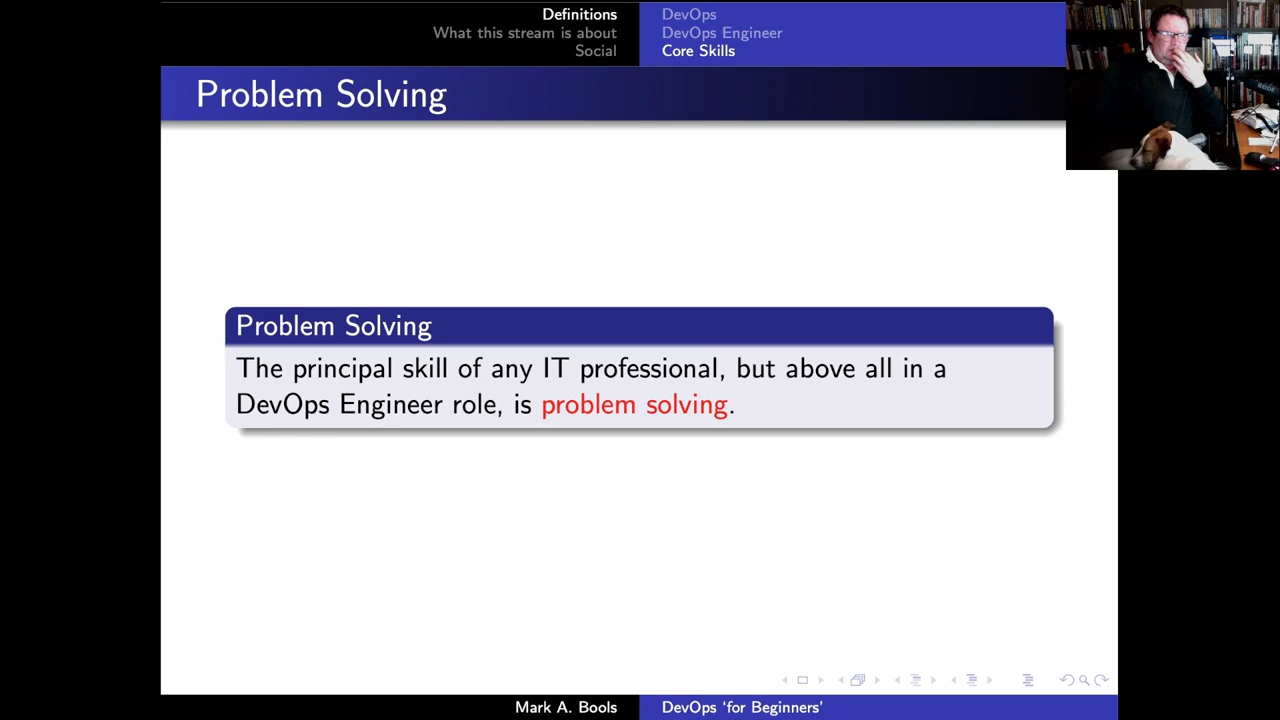 Definitions
What this stream is about
Social
DevOps
DevOps Engineer
Core Skills
Problem Solving
Problem Solving
The principal skill of any IT professional, but above all in a
DevOps Engineer role, is problem solving.
Mark A. Bools
DevOps ‘for Beginners’